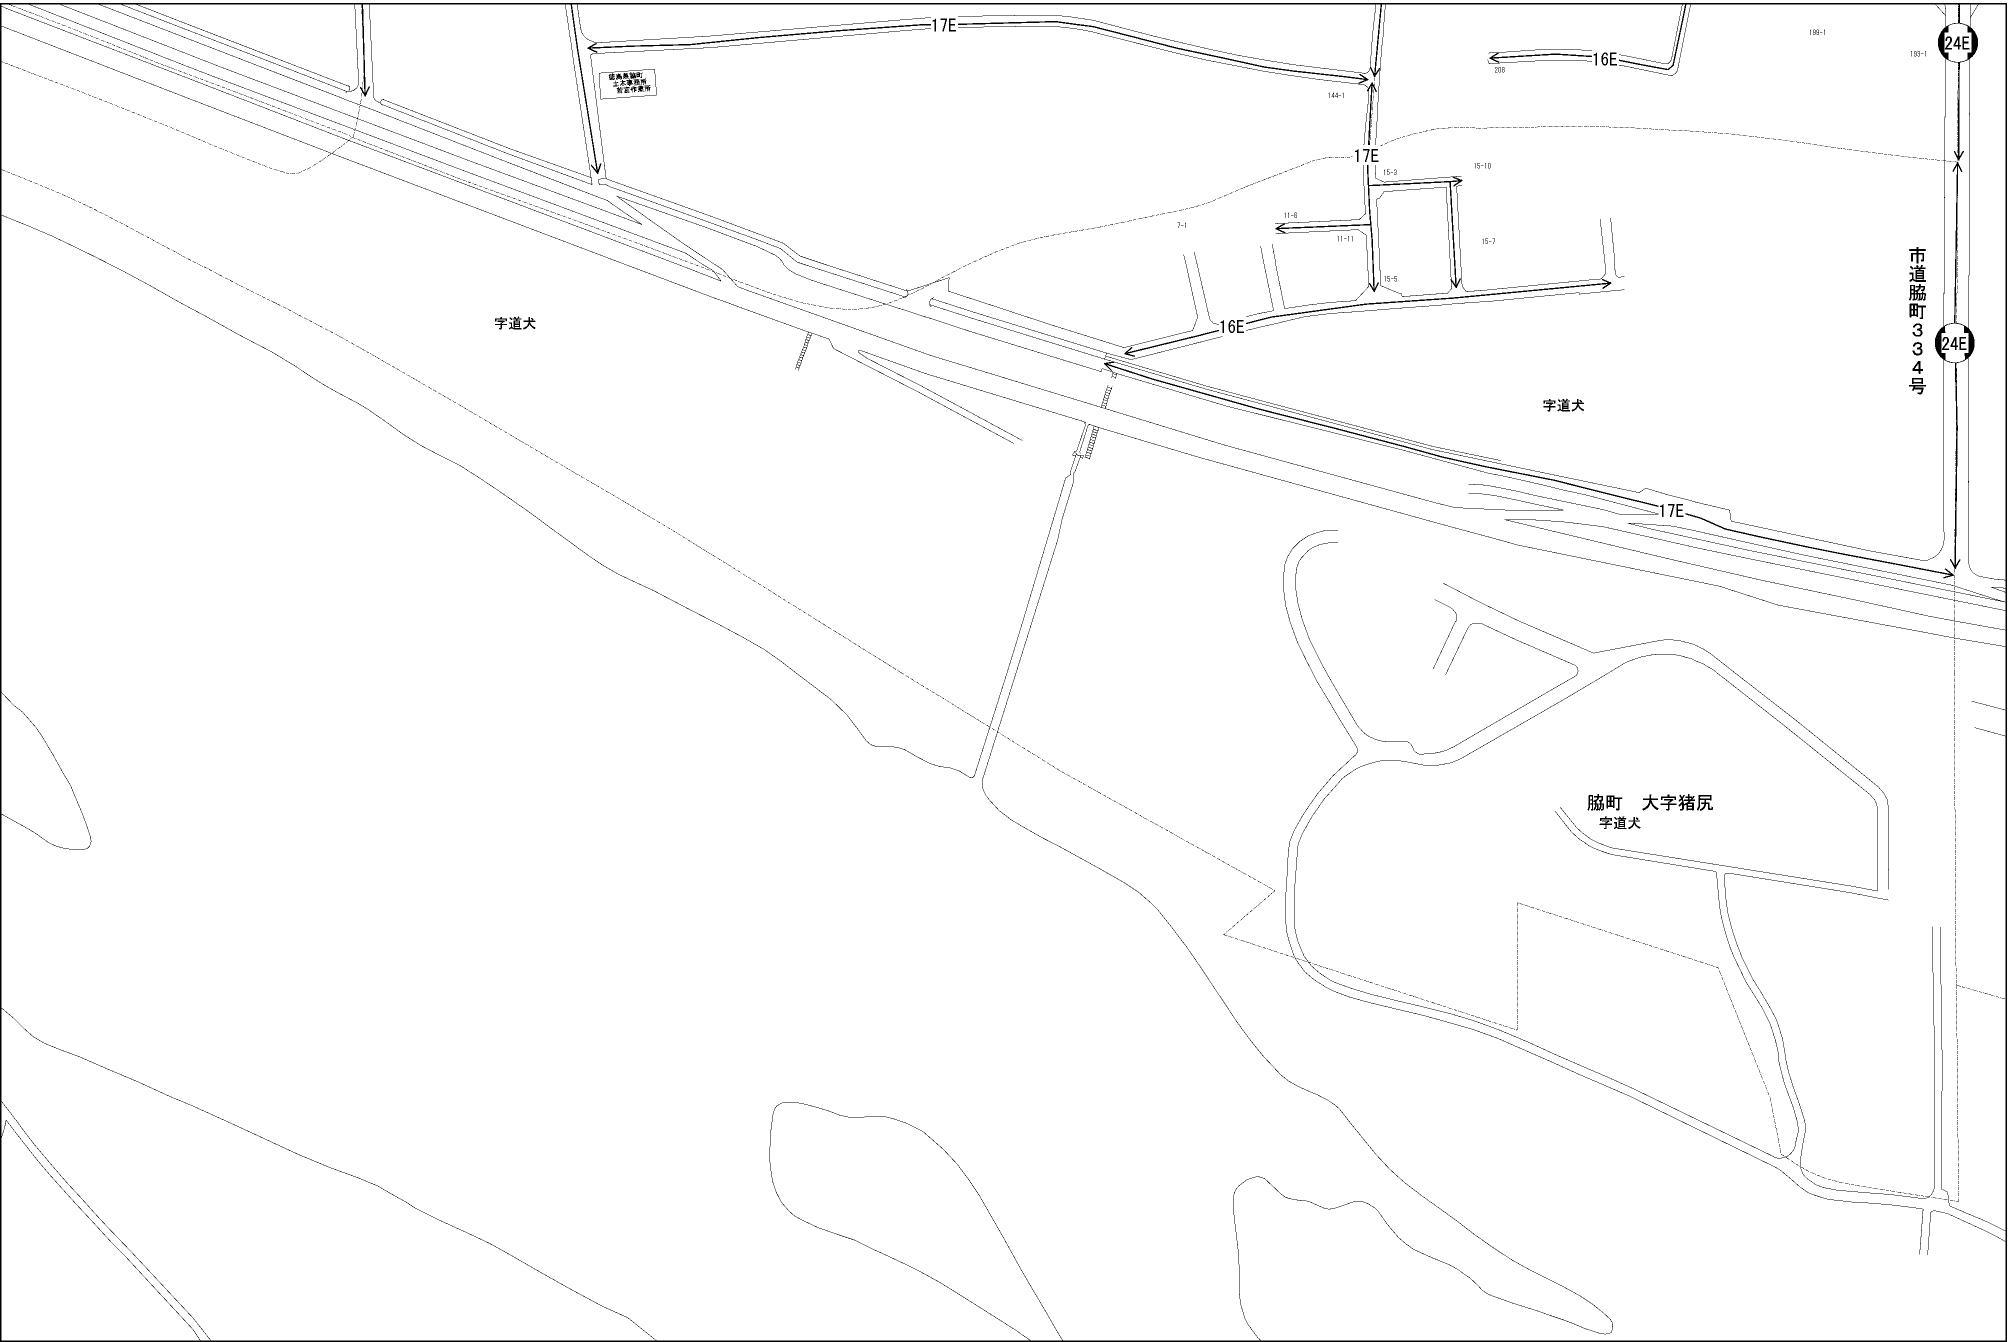 17E
24E
16E
199-1
193-1
208
徳島県脇町
土木事務所
岩倉作業所
144-1
17E
15-3
15-10
11-6
7-1
11-11
15-7
15-5
市道脇町334号
字道犬
16E
24E
字道犬
17E
脇町 大字猪尻
字道犬